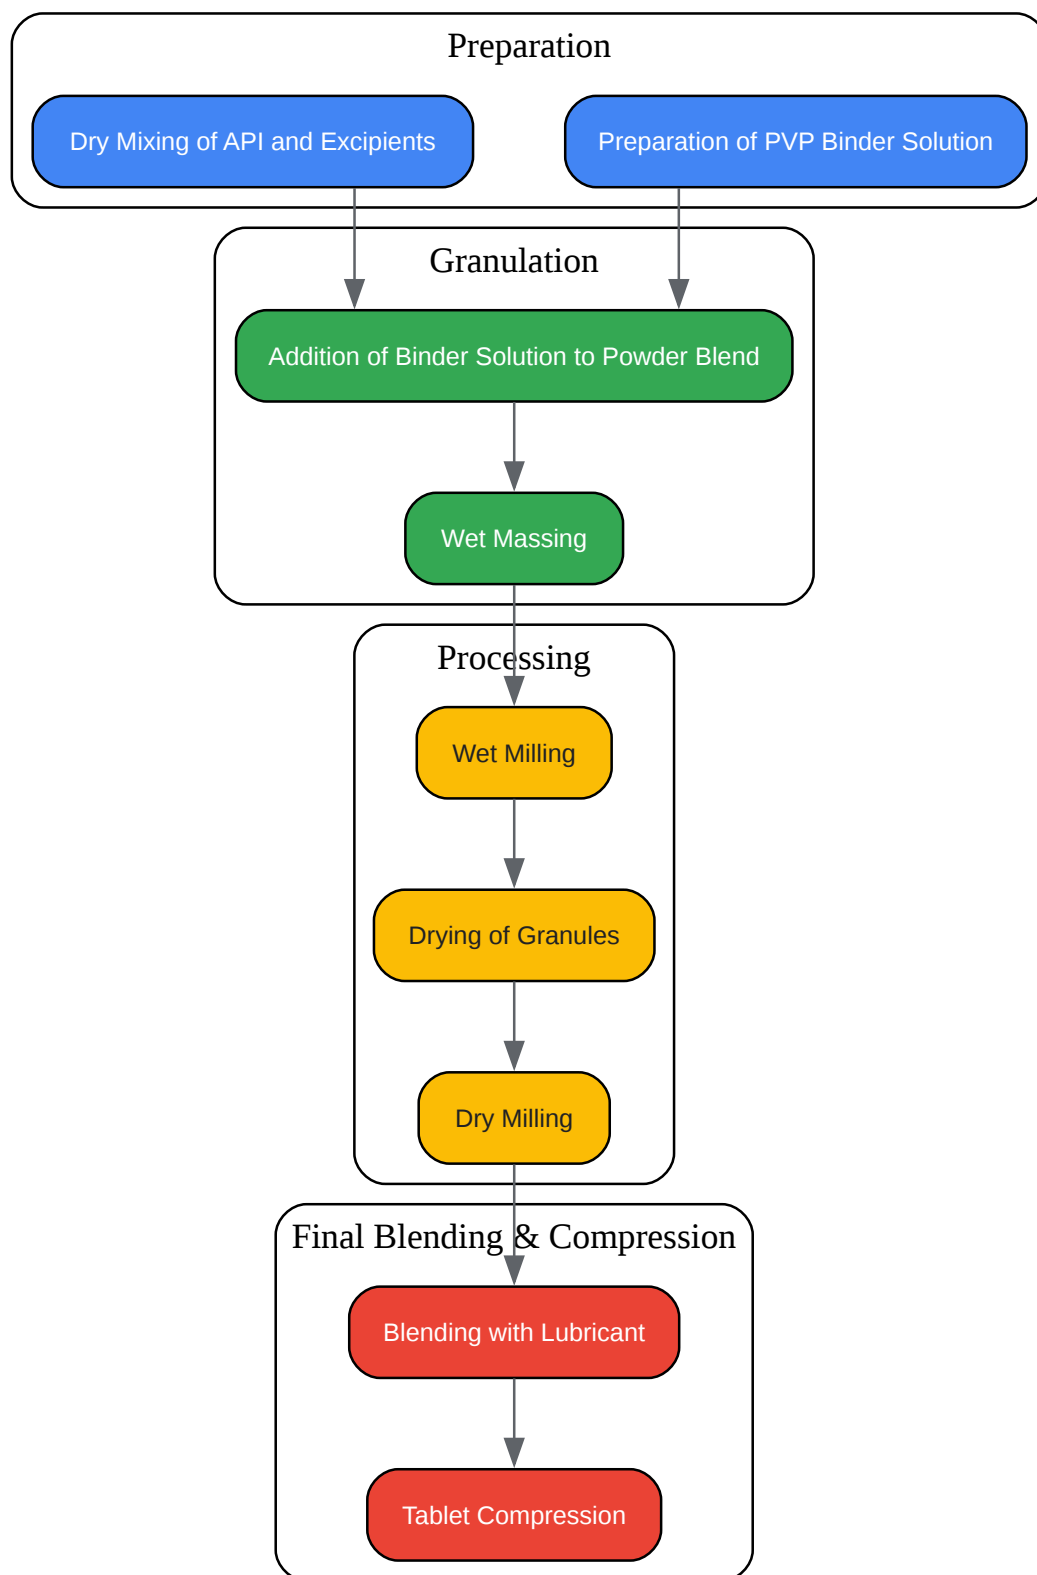 Preparation
Dry Mixing of API and Excipients
Preparation of PVP Binder Solution
Granulation
Addition of Binder Solution to Powder Blend
Wet Massing
Processing
Wet Milling
Drying of Granules
Dry Milling
Final Blending & Compression
Blending with Lubricant
Tablet Compression